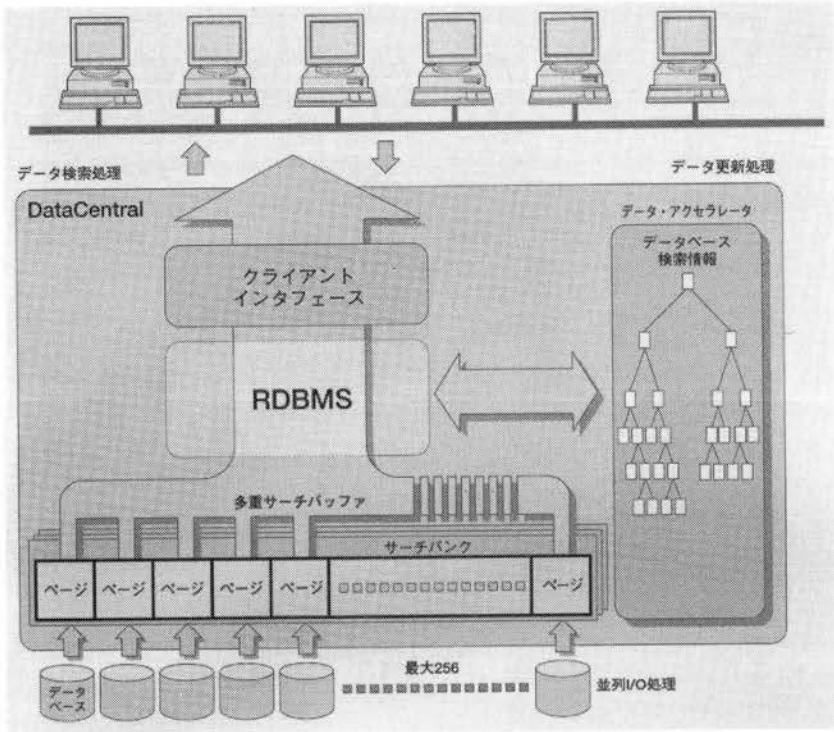 データ検索処理
データ更新処理
DataCentral
データ・アクセラレータ
データベース
検索情報
クライアント
インタフェース
RDBMS
多重サーチバッファ
サーチバンク
ページ
ページ
ページ
ページ
ページ
ページ
データ
ベース
最大256
並列I/O処理